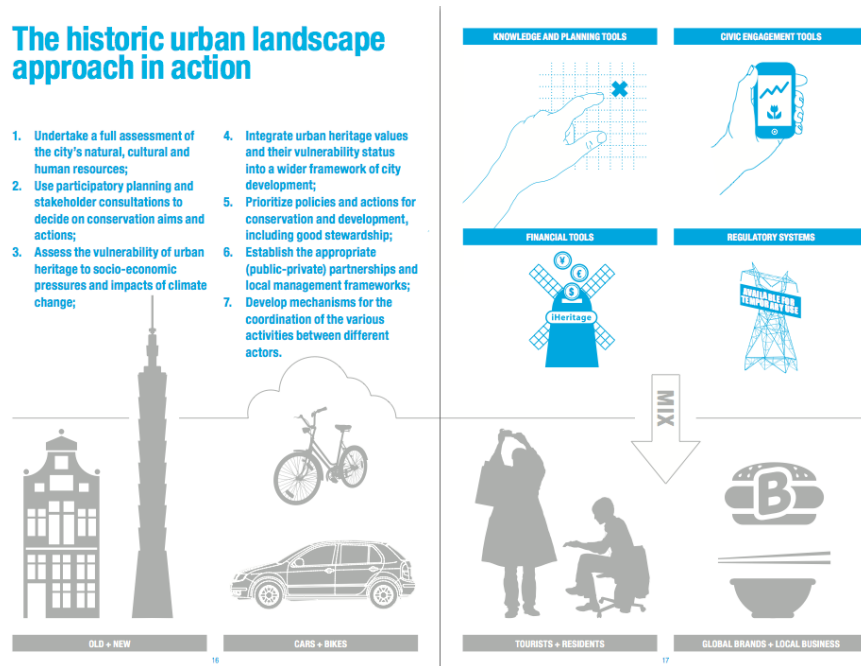 The historic urban landscape
approach in action
1. Undertake a full assessment of
the city's natural, cultural and
human resources;
2. Use participatory planning and
stakeholder consultations to
decide on conservation aims and
actions;
3. Assess the vulnerability of urban
heritage to socio-economic
pressures and impacts of climate
change;
4. Integrate urban heritage values
and their vulnerability status
into a wider framework of city
development;
5. Prioritize policies and actions for
conservation and development,
including good stewardship;
6. Establish the appropriate
(public-private) partnerships and
local management frameworks;
7. Develop mechanisms for the
coordination of the various
activities between different
actors.
OLD + NEW
CARS + BIKES
16
KNOWLEDGE AND PLANNING TOOLS
CIVIC ENGAGEMENT TOOLS
FINANCIAL TOOLS
REGULATORY SYSTEMS
¥
€
$
iHeritage
AVAILABLE FOR
TEMPORARY USE
MIX
B
TOURISTS + RESIDENTS
GLOBAL BRANDS + LOCAL BUSINESS
17